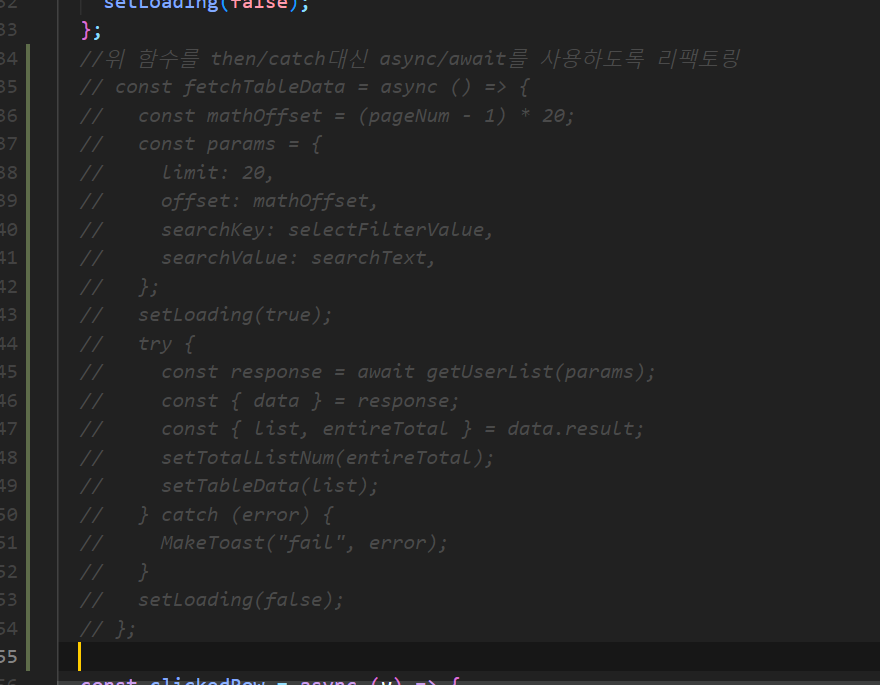 32 setLoading(false);
33 };
34 //위 함수를 then/catch대신 async/await를 사용하도록 리팩토링
35 // const fetchTableData = async () => {
36 //   const mathOffset = (pageNum - 1) * 20;
37 //   const params = {
38 //     limit: 20,
39 //     offset: mathOffset,
40 //     searchKey: selectFilterValue,
41 //     searchValue: searchText,
42 //   };
43 //   setLoading(true);
44 //   try {
45 //     const response = await getUserList(params);
46 //     const { data } = response;
47 //     const { list, entireTotal } = data.result;
48 //     setTotalListNum(entireTotal);
49 //     setTableData(list);
50 //   } catch (error) {
51 //     MakeToast("fail", error);
52 //   }
53 //   setLoading(false);
54 // };
55
56 const clickedRow = async (v) => {